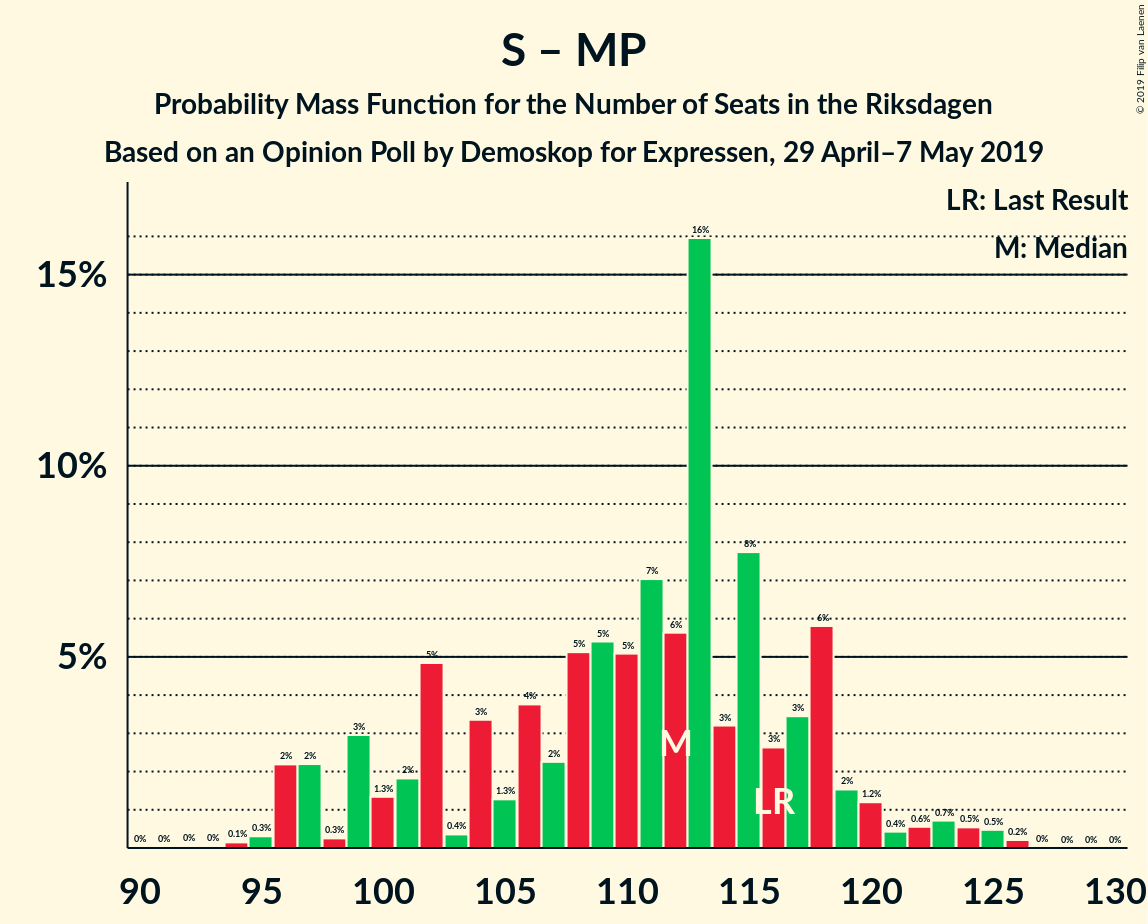 S – MP
Probability Mass Function for the Number of Seats in the Riksdagen
Based on an Opinion Poll by Demoskop for Expressen, 29 April–7 May 2019
© 2019 Filip van Laenen
LR: Last Result
M: Median
15%
10%
5%
0% 0% 0% 0% 0.1% 0.3% 2% 2% 0.3% 3% 1.3% 2% 5% 0.4% 3% 1.3% 4% 2% 5% 5% 5% 7% 6% 16% 3% 8% 3% 3% 6% 2% 1.2% 0.4% 0.6% 0.7% 0.5% 0.5% 0.2% 0% 0% 0% 0%
M
LR
90 95 100 105 110 115 120 125 130